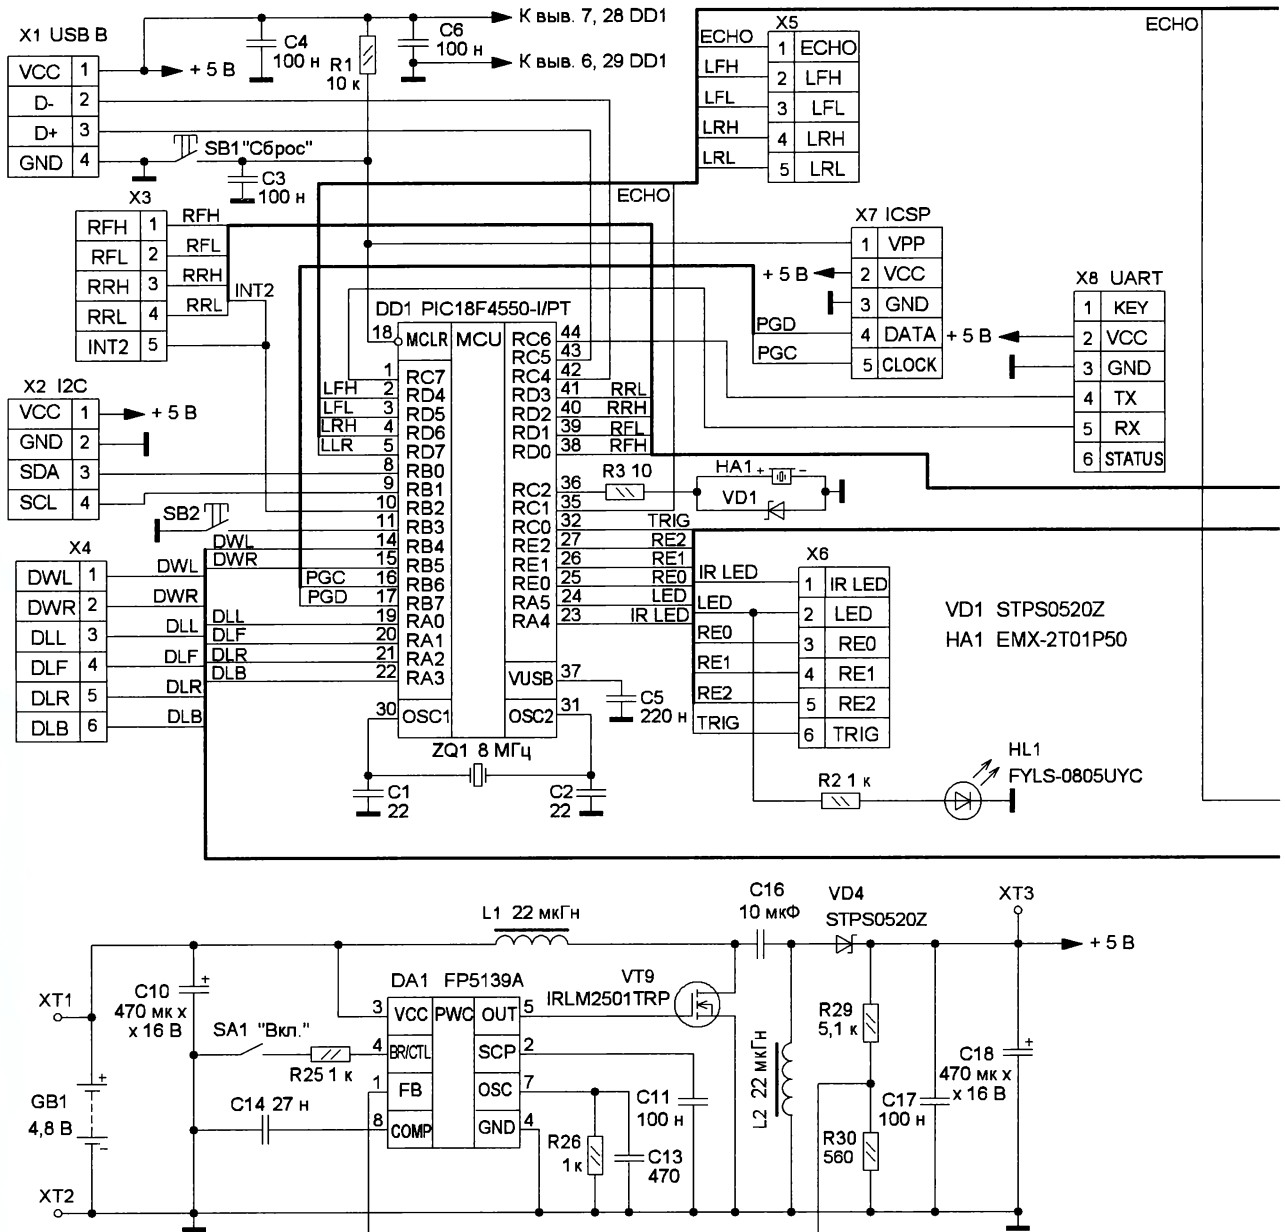 X1 USB B
VCC 1
D- 2
D+ 3
GND 4
+ 5 В
C4
100 н
R1
10 к
C6
100 н
К выв. 7, 28 DD1
К выв. 6, 29 DD1
SB1 "Сброс"
C3
100 н
X5
ECHO 1 ECHO
LFH 2 LFH
LFL 3 LFL
LRH 4 LRH
LRL 5 LRL
ECHO
ECHO
X3
RFH 1 RFH
RFL 2 RFL
RRH 3 RRH
RRL 4 RRL
INT2 5
INT2
X7 ICSP
1 VPP
+ 5 В 2 VCC
3 GND
PGD 4 DATA
PGC 5 CLOCK
X8 UART
1 KEY
+ 5 В 2 VCC
3 GND
4 TX
5 RX
6 STATUS
X2 I2C
VCC 1 + 5 В
GND 2
SDA 3
SCL 4
SB2
X4
DWL 1 DWL
DWR 2 DWR
DLL 3 DLL
DLF 4 DLF
DLR 5 DLR
DLB 6 DLB
DD1 PIC18F4550-I/PT
MCU
18 MCLR
1 RC7
LFH 2 RD4
LFL 3 RD5
LRH 4 RD6
LLR 5 RD7
8 RB0
9 RB1
10 RB2
11 RB3
DWL 14 RB4
DWR 15 RB5
PGC 16 RB6
PGD 17 RB7
DLL 19 RA0
DLF 20 RA1
DLR 21 RA2
DLB 22 RA3
30 OSC1
RC6 44
RC5 43
RC4 42
RD3 41 RRL
RD2 40 RRH
RD1 39 RFL
RD0 38 RFH
RC2 36
RC1 35
RC0 32 TRIG
RE2 27 RE2
RE1 26 RE1
RE0 25 RE0
RA5 24 LED
RA4 23 IR LED
VUSB 37
OSC2 31
R3 10
HA1 + −
VD1
C5
220 н
ZQ1 8 МГц
C1
22
C2
22
X6
IR LED 1 IR LED
LED 2 LED
RE0 3 RE0
RE1 4 RE1
RE2 5 RE2
TRIG 6 TRIG
VD1 STPS0520Z
HA1 EMX-2T01P50
R2 1 к
HL1
FYLS-0805UYC
XT1
XT2
GB1
4,8 В
+
−
C10 +
470 мк х
х 16 В
SA1 "Вкл."
R25 1 к
C14 27 н
L1 22 мкГн
DA1 FP5139A
PWC
3 VCC
4 BR/CTL
1 FB
8 COMP
OUT 5
SCP 2
OSC 7
GND 4
VT9
IRLM2501TRP
C16
10 мкФ
VD4
STPS0520Z
L2 22 мкГн
C11
100 н
R26
1 к
C13
470
R29
5,1 к
R30
560
C17
100 н
C18 +
470 мк х
х 16 В
XT3
+ 5 В